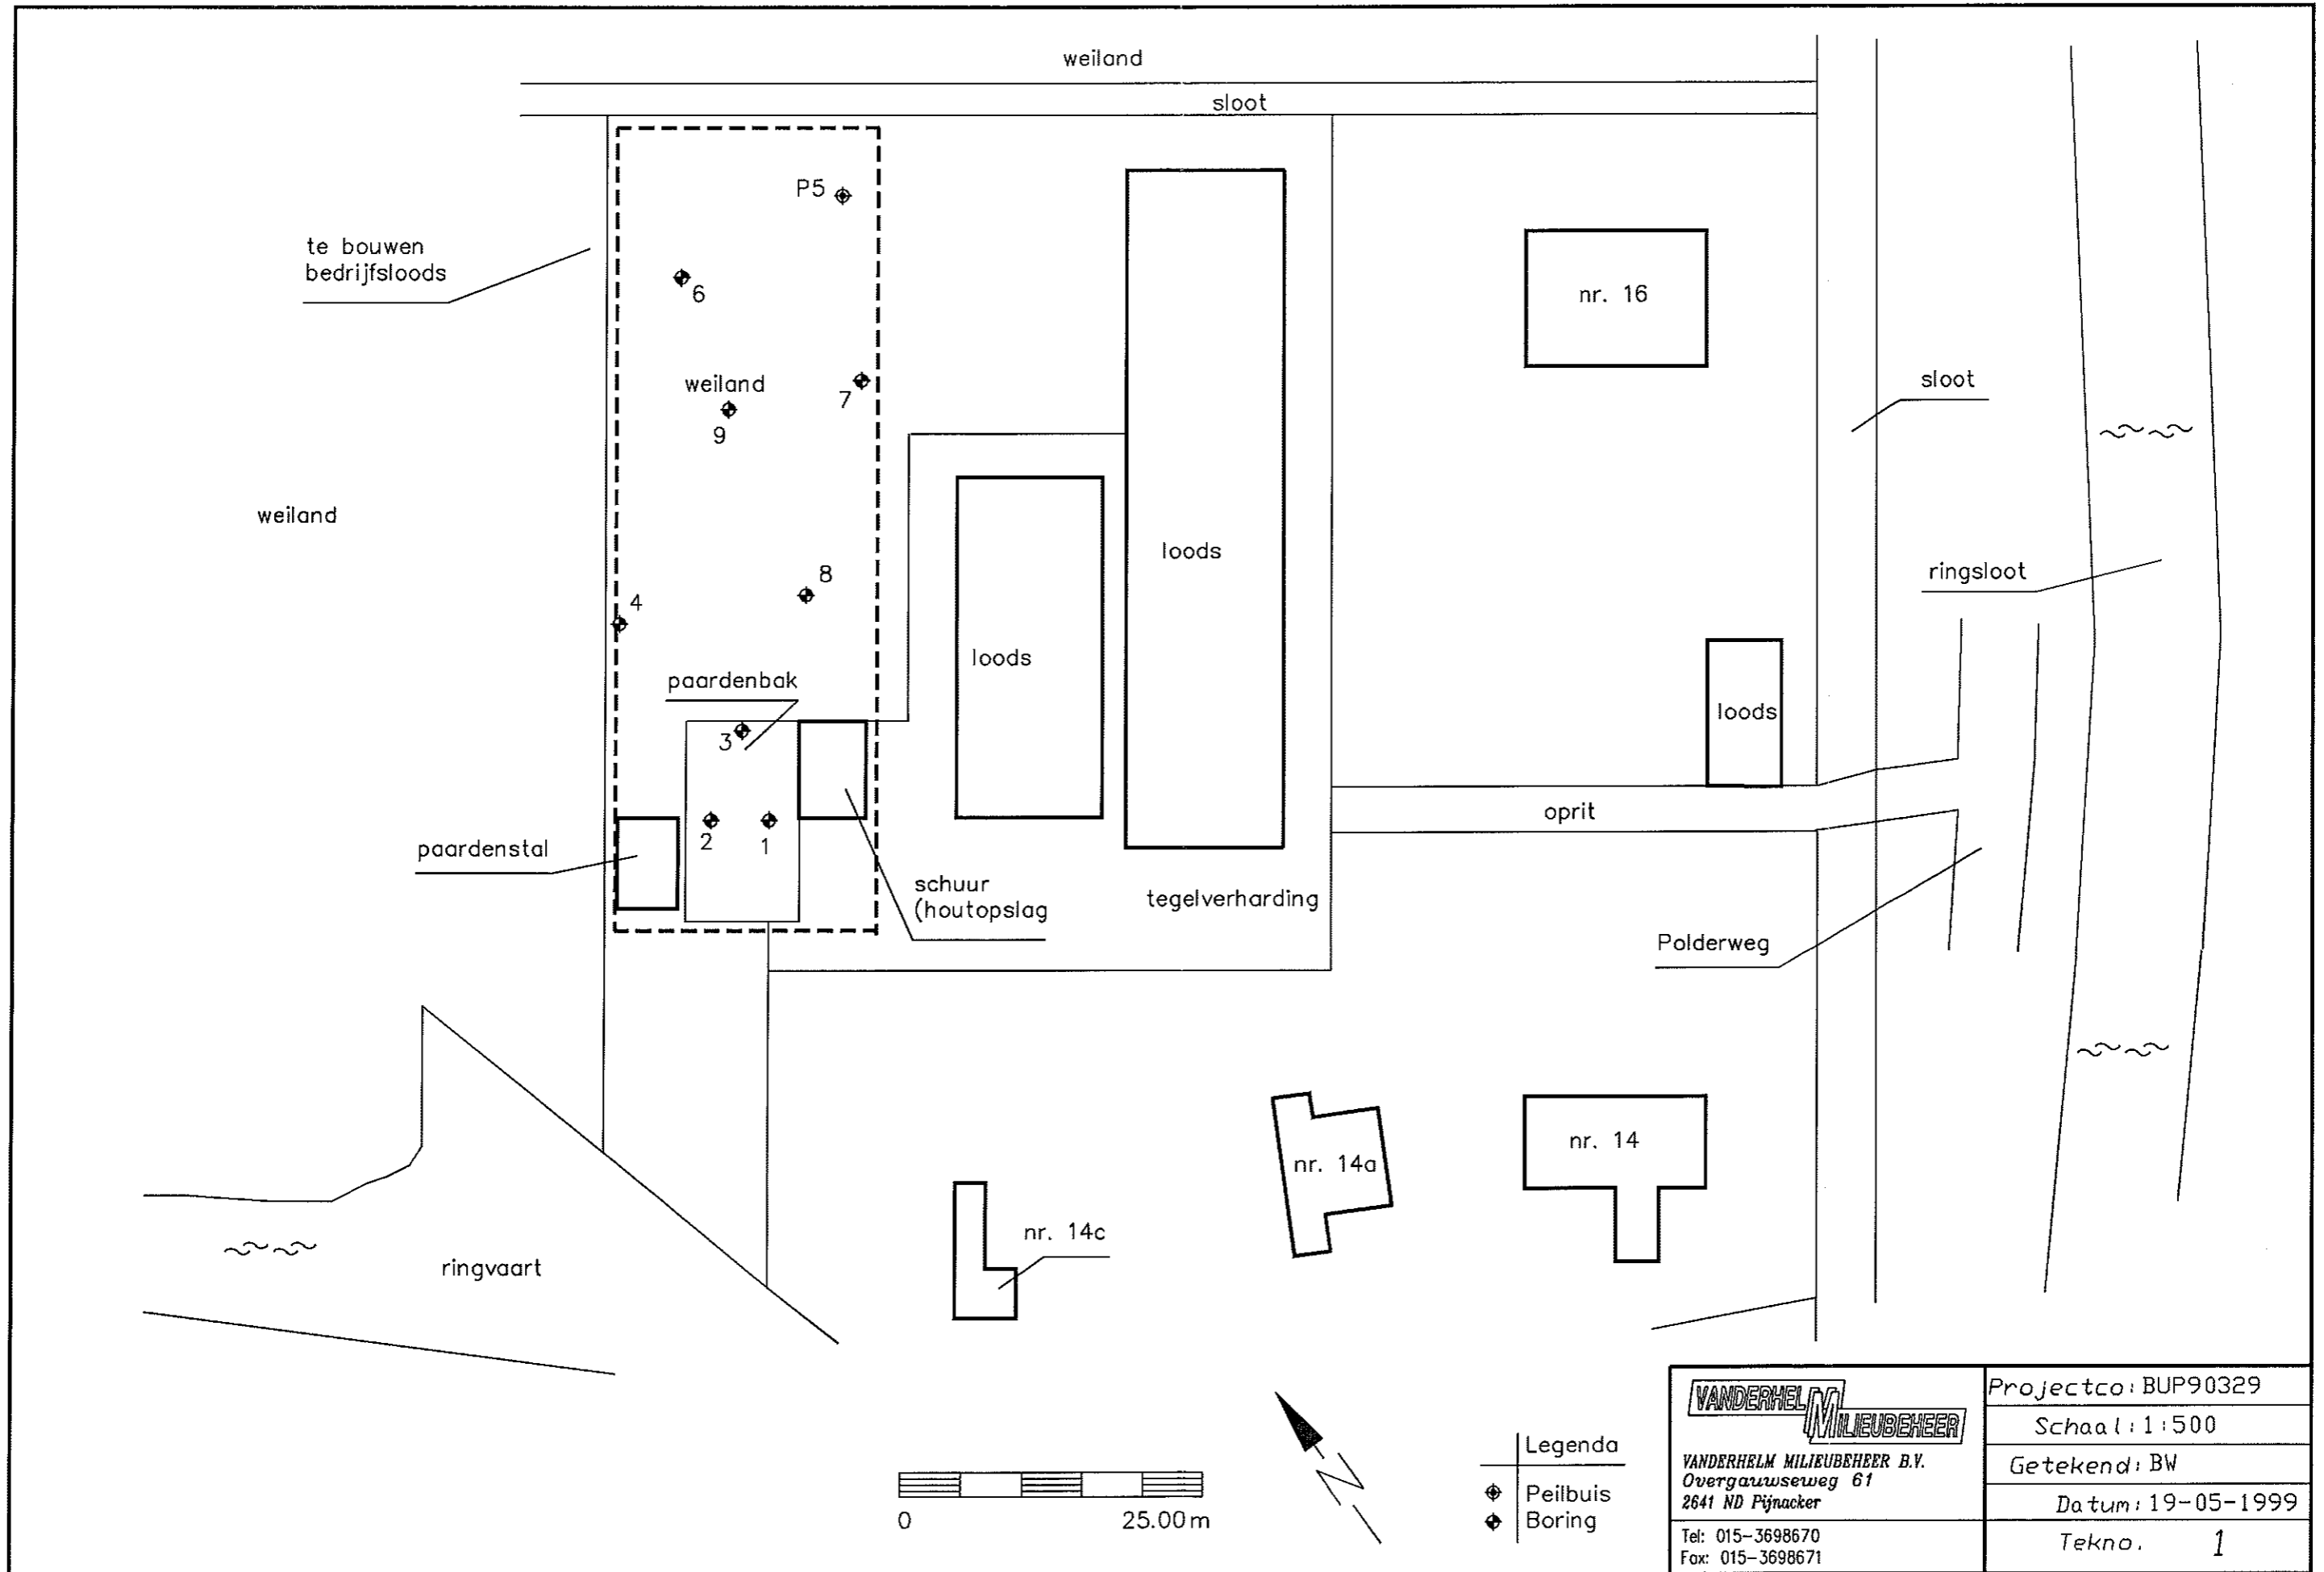 weiland
sloot
P5
te bouwen
bedrijfsloods
6
nr. 16
weiland
7
9
sloot
weiland
loods
8
ringsloot
4
loods
paardenbak
loods
3
oprit
2
1
paardenstal
schuur
(houtopslag
tegelverharding
Polderweg
nr. 14
nr. 14a
nr. 14c
ringvaart
0
25.00m
N
Legenda
Peilbuis
Boring
VANDERHELM MILIEUBEHEER
VANDERHELM MILIEUBEHEER B.V.
Overgauwseweg 61
2641 ND Pijnacker
Tel: 015-3698670
Fax: 015-3698671
Projectco: BUP90329
Schaal: 1:500
Getekend: BW
Datum: 19-05-1999
Tekno. 1